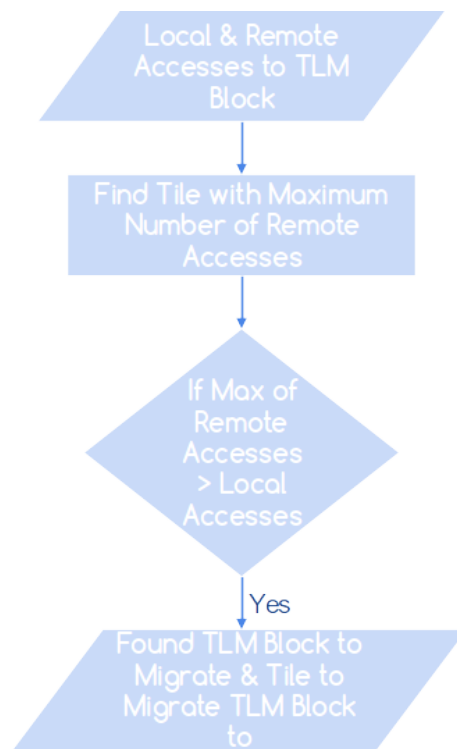 Local & Remote
Accesses to TLM
Block
Find Tile with Maximum
Number of Remote
Accesses
If Max of
Remote
Accesses
> Local
Accesses
Yes
Found TLM Block to
Migrate & Tile to
Migrate TLM Block
to